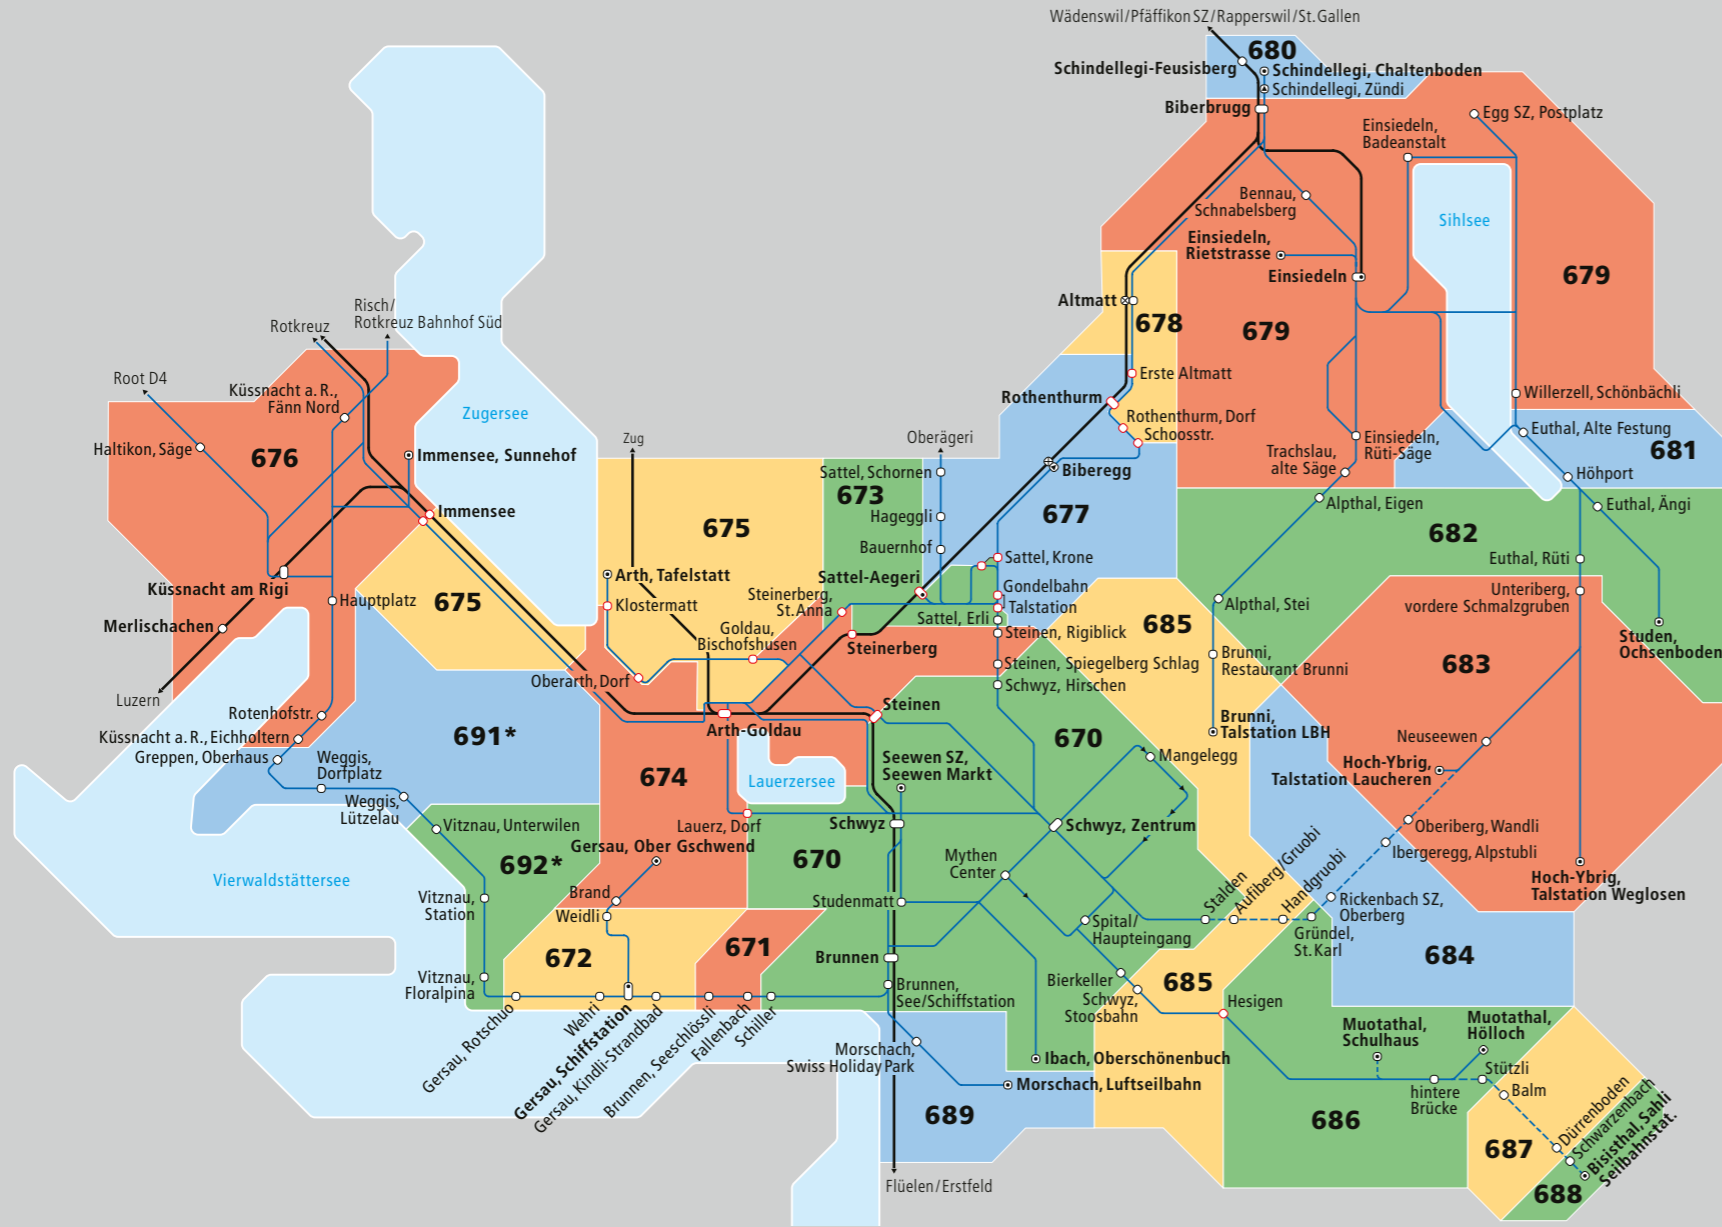 Wädenswil/Pfäffikon SZ/Rapperswil/St. Gallen
680
Schindellegi-Feusisberg
Schindellegi, Chaltenboden
Schindellegi, Zündi
Biberbrugg
Egg SZ, Postplatz
Einsiedeln,
Badeanstalt
Bennau,
Schnabelsberg
Sihlsee
Einsiedeln,
Rietstrasse
Einsiedeln
679
679
Altmatt
678
Risch/
Rotkreuz Bahnhof Süd
Rotkreuz
Root D4
Küssnacht a. R.,
Fänn Nord
Zugersee
Haltikon, Säge
676
Immensee, Sunnehof
Immensee
Küssnacht am Rigi
Hauptplatz
Merlischachen
675
Luzern
Rotenhofstr.
Küssnacht a. R., Eichholtern
Greppen, Oberhaus
Weggis,
Dorfplatz
691*
Weggis,
Lützelau
Vitznau, Unterwilen
692*
Vierwaldstättersee
Vitznau,
Station
Vitznau,
Floralpina
Zug
675
673
Oberägeri
Sattel, Schornen
Hageggli
Bauernhof
Sattel-Aegeri
Arth, Tafelstatt
Klostermatt
Steinerberg,
St. Anna
Goldau,
Bischofshusen
Oberarth, Dorf
Steinerberg
Arth-Goldau
Steinen
Erste Altmatt
Rothenthurm
Rothenthurm, Dorf
Schoosstr.
Biberegg
677
Sattel, Krone
Gondelbahn
Talstation
Sattel, Erli
Steinen, Rigiblick
Steinen, Spiegelberg Schlag
Schwyz, Hirschen
Willerzell, Schönbächli
Euthal, Alte Festung
681
Höhport
Einsiedeln,
Rüti-Säge
Trachslau,
alte Säge
Alpthal, Eigen
682
Euthal, Ängi
Euthal, Rüti
Unteriberg,
vordere Schmalzgruben
Alpthal, Stei
685
Brunni,
Restaurant Brunni
Brunni,
Talstation LBH
683
Studen,
Ochsenboden
Neuseewen
Hoch-Ybrig,
Talstation Laucheren
Oberiberg, Wandli
Ibergeregg, Alpstubli
Hoch-Ybrig,
Talstation Weglosen
674
Lauerzersee
Seewen SZ,
Seewen Markt
670
Mangelegg
Lauerz, Dorf
Schwyz
Schwyz, Zentrum
Gersau, Ober Gschwend
670
Mythen
Center
Brand
Weidli
Studenmatt
672
671
Brunnen
Brunnen,
See/Schiffstation
Spital/
Haupteingang
Stalden
Aufiberg/Gruobi
Handgruobi
Rickenbach SZ,
Oberberg
Gründel,
St. Karl
684
Bierkeller
685
Schwyz,
Stoosbahn
Hesigen
Gersau, Rotschuo
Wehri
Gersau, Schiffstation
Gersau, Kindli-Strandbad
Brunnen, Seeschlössli
Fallenbach
Schiller
Morschach,
Swiss Holiday Park
Ibach, Oberschönenbuch
Morschach, Luftseilbahn
689
Flüelen/Erstfeld
Muotathal,
Schulhaus
Muotathal,
Hölloch
Stützli
hintere
Brücke
Balm
686
687
Dürrenboden
Schwarzenbach
Bisisthal, Sahli
Seilbahnstat.
688